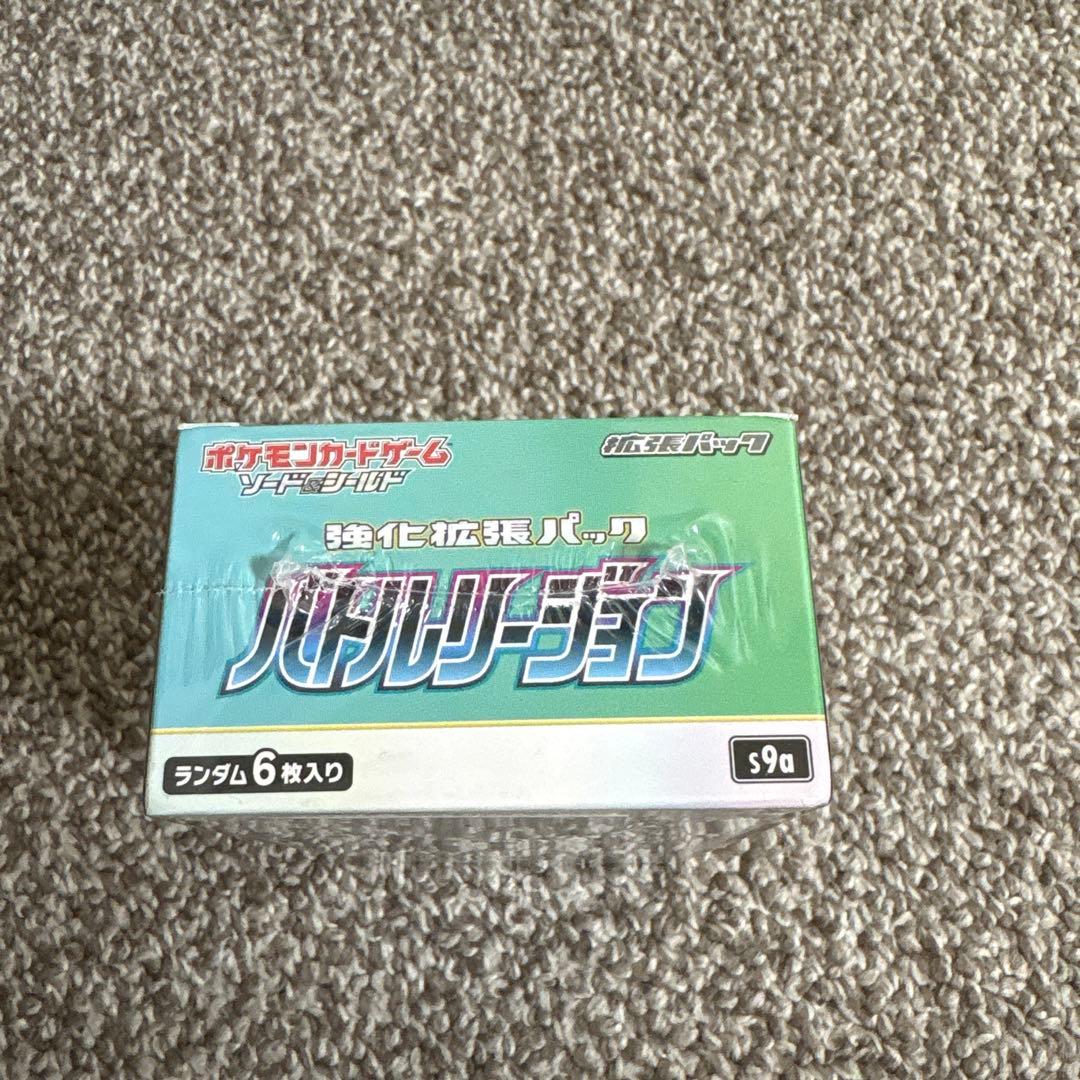 ポケモンカードゲーム
ソード&シールド
拡張パック
強化拡張パック
バトルリージョン
ランダム6枚入り
s9a